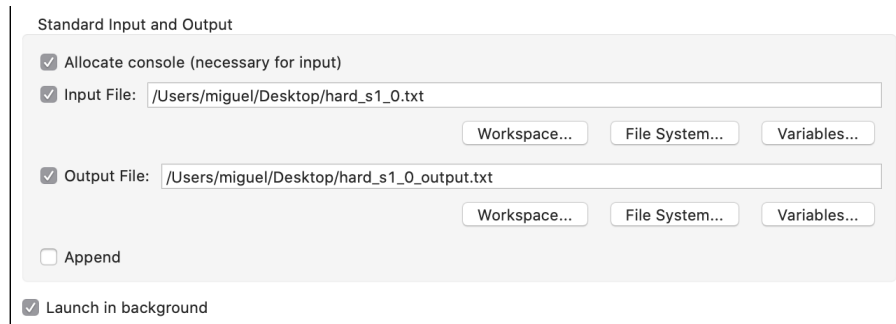 Standard Input and Output
Allocate console (necessary for input)
Input File: /Users/miguel/Desktop/hard_s1_0.txt
Workspace... File System... Variables...
Output File: /Users/miguel/Desktop/hard_s1_0_output.txt
Workspace... File System... Variables...
Append
Launch in background